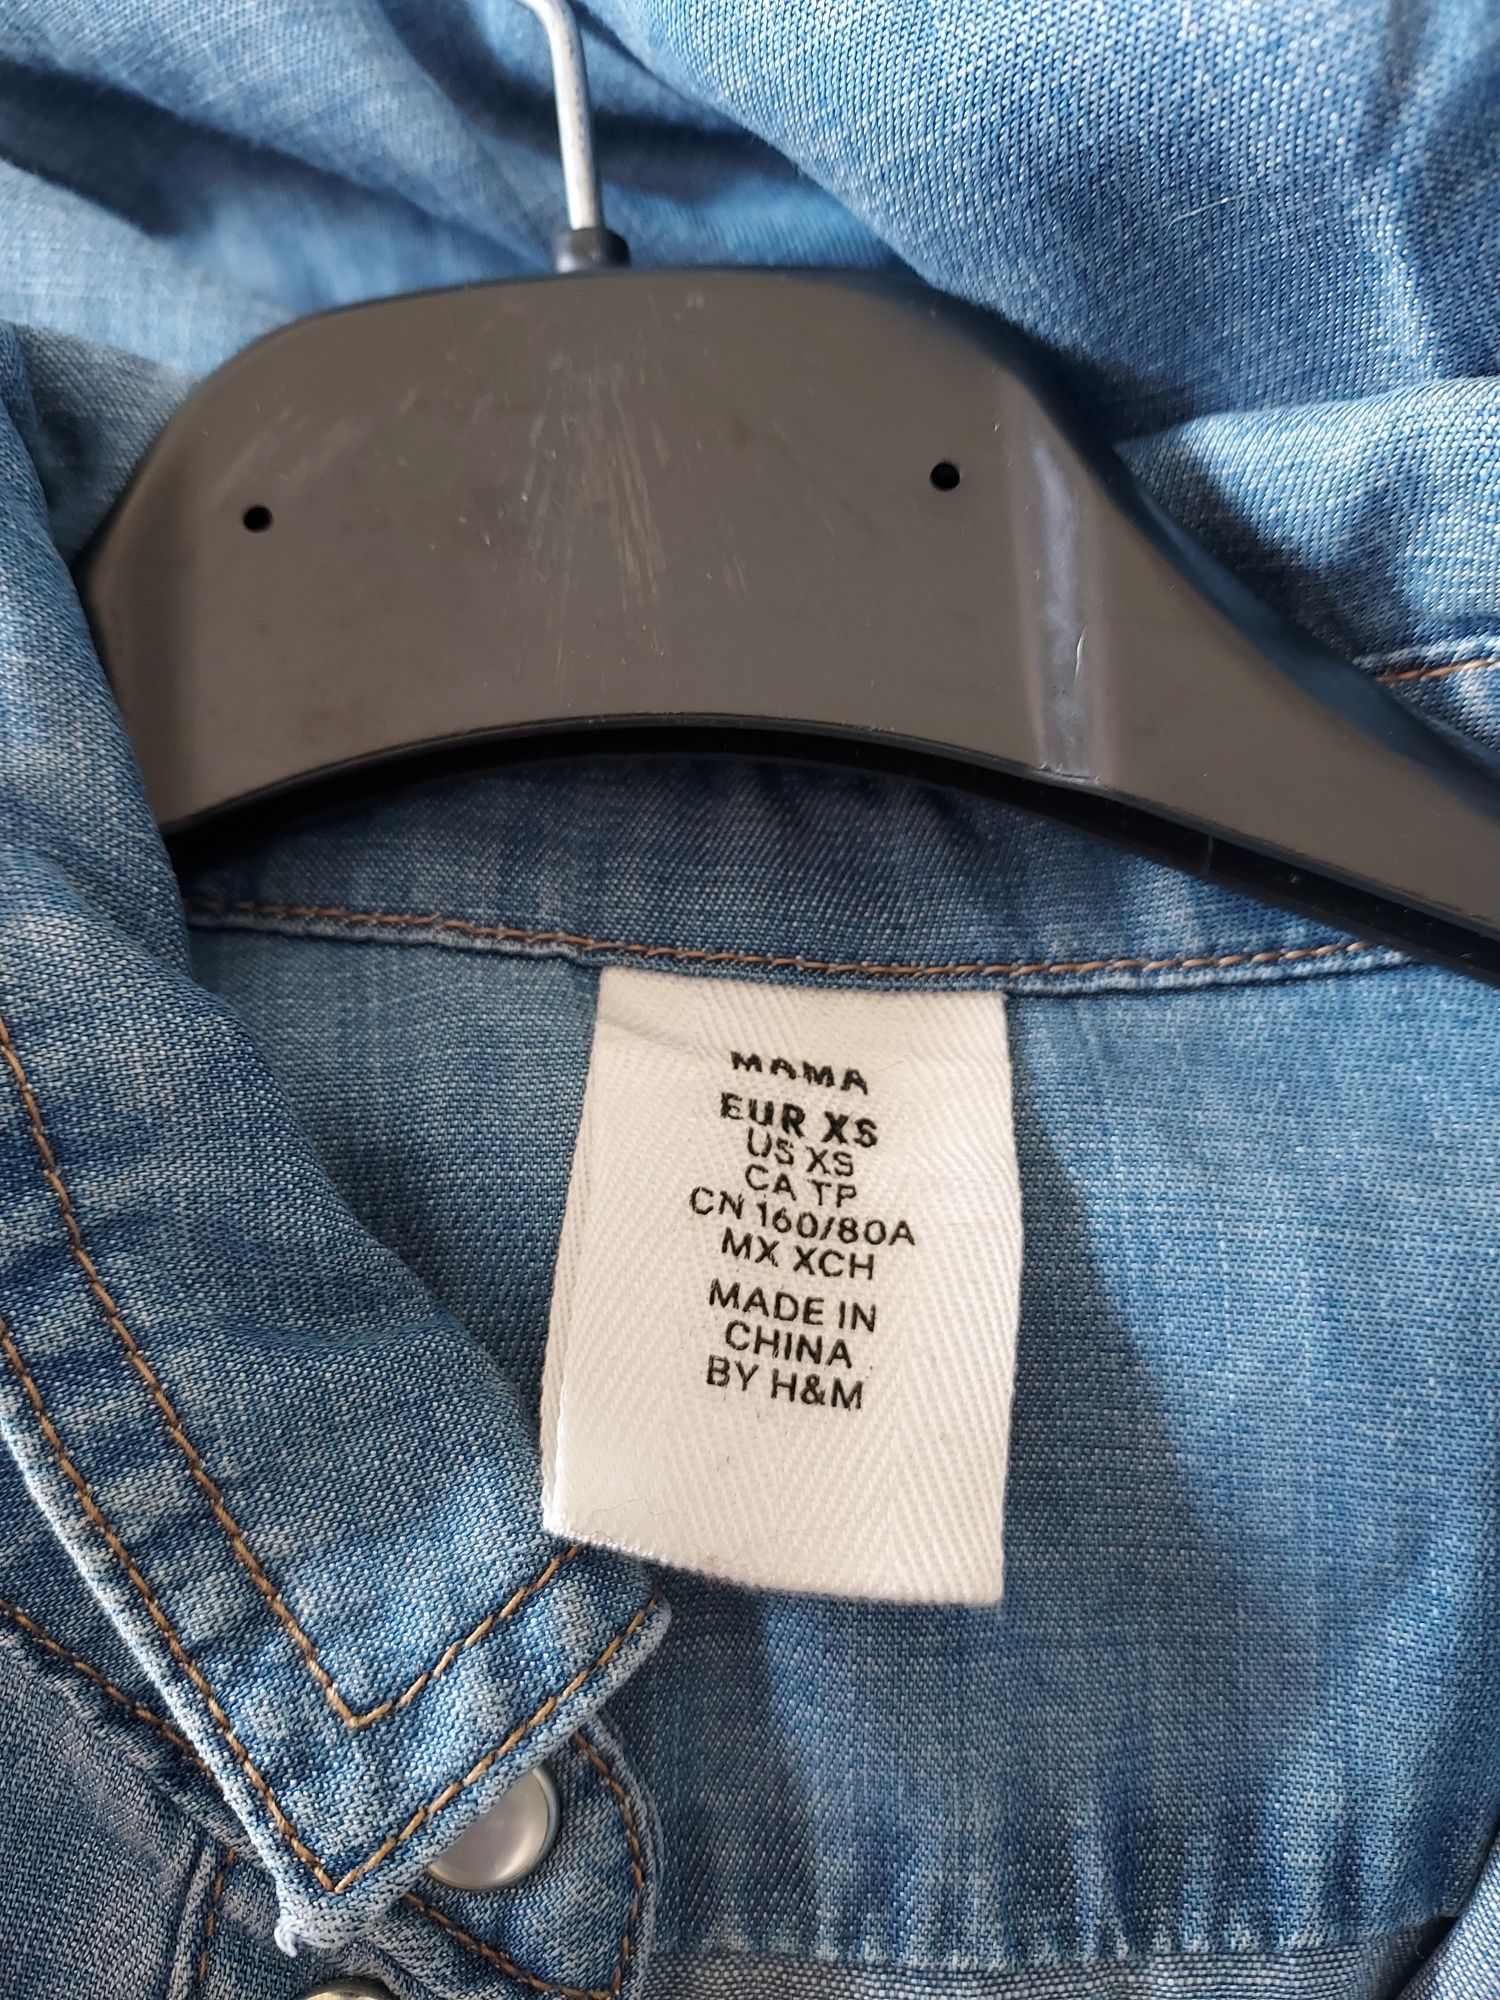 MAMA
EUR XS
US XS
CA TP
CN 160/80A
MX XCH
MADE IN
CHINA
BY H&M